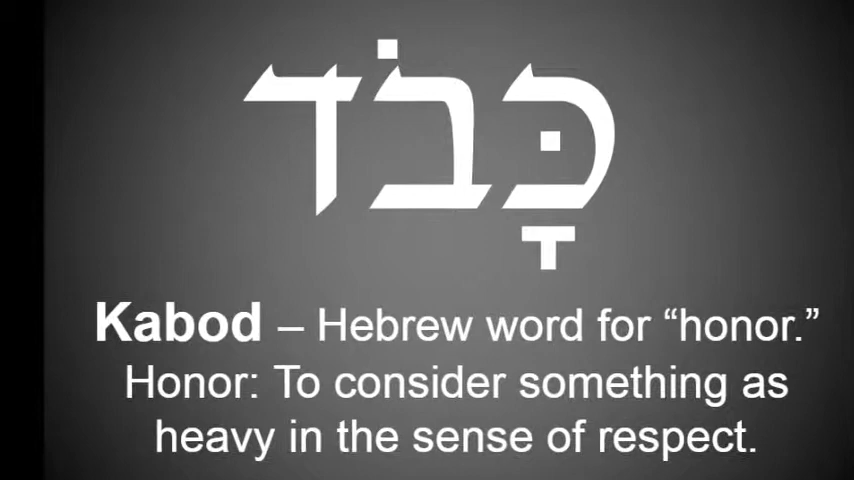 כָּבֹד
Kabod – Hebrew word for “honor.”
Honor: To consider something as
heavy in the sense of respect.